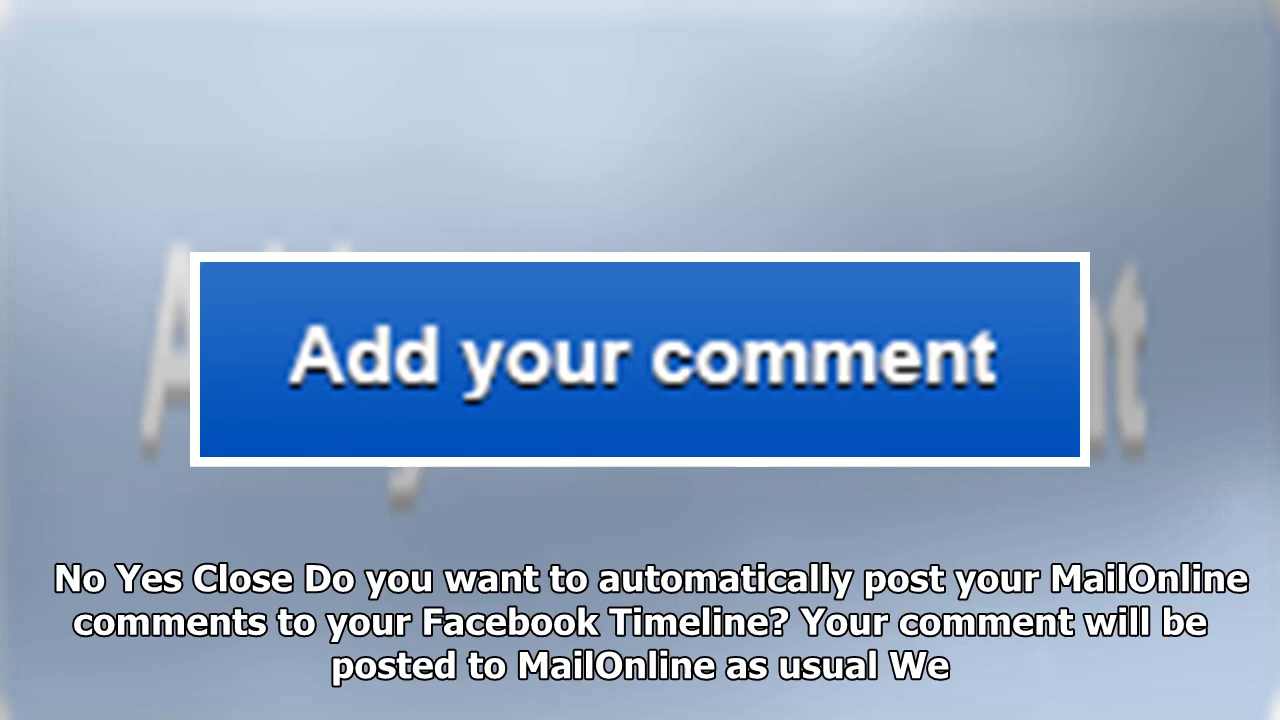 Add your comment
No Yes Close Do you want to automatically post your MailOnline
comments to your Facebook Timeline? Your comment will be
posted to MailOnline as usual We